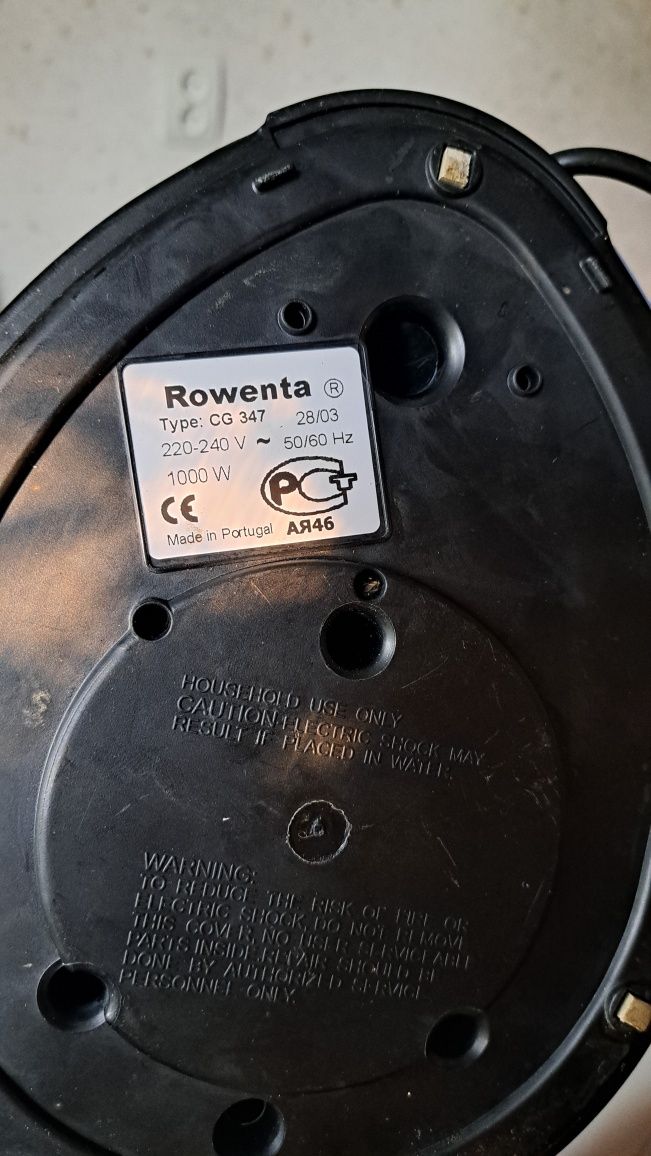 Rowenta ®
Type: CG 347 28/03
220-240 V ~ 50/60 Hz
1000 W
CE PCT
Made in Portugal АЯ46
HOUSEHOLD USE ONLY
CAUTION:ELECTRIC SHOCK MAY
RESULT IF PLACED IN WATER.
WARNING:
TO REDUCE THE RISK OF FIRE OR
ELECTRIC SHOCK, DO NOT REMOVE
THIS COVER. NO USER SERVICEABLE
PARTS INSIDE. REPAIR SHOULD BE
DONE BY AUTHORIZED SERVICE
PERSONNEL ONLY.